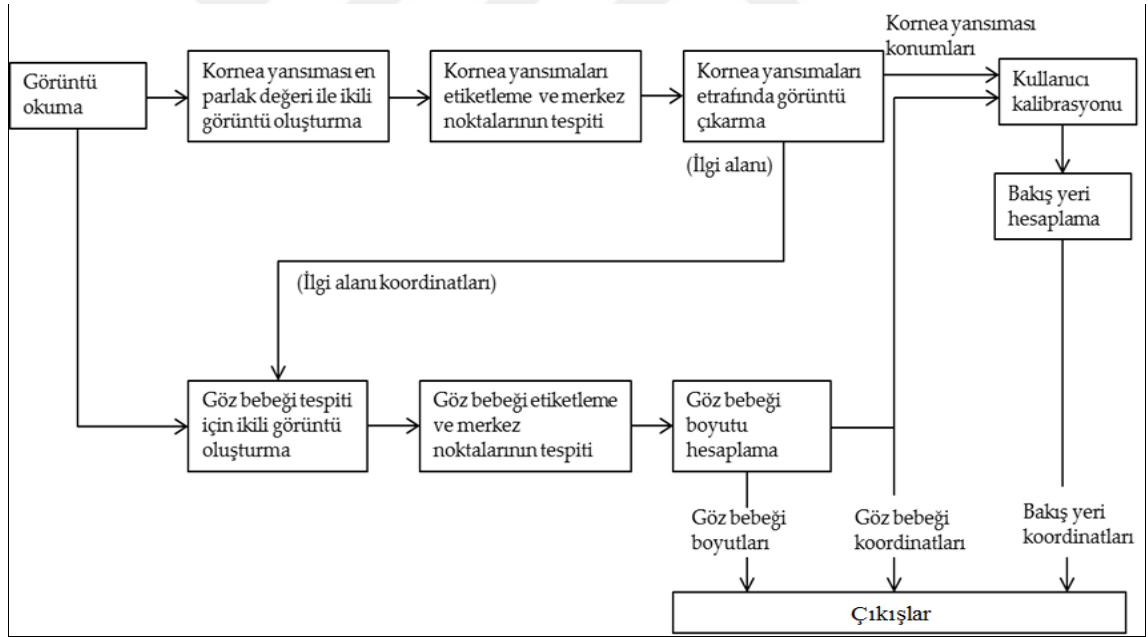 Kornea yansıması
konumları
Görüntü
okuma
Kornea yansıması en
parlak değeri ile ikili
görüntü oluşturma
Kornea yansımaları
etiketleme ve merkez
noktalarının tespiti
Kornea yansımaları
etrafında görüntü
çıkarma
Kullanıcı
kalibrasyonu
(İlgi alanı)
Bakış yeri
hesaplama
(İlgi alanı koordinatları)
Göz bebeği tespiti
için ikili görüntü
oluşturma
Göz bebeği etiketleme
ve merkez
noktalarının tespiti
Göz bebeği
boyutu
hesaplama
Göz bebeği
boyutları
Göz bebeği
koordinatları
Bakış yeri
koordinatları
Çıkışlar